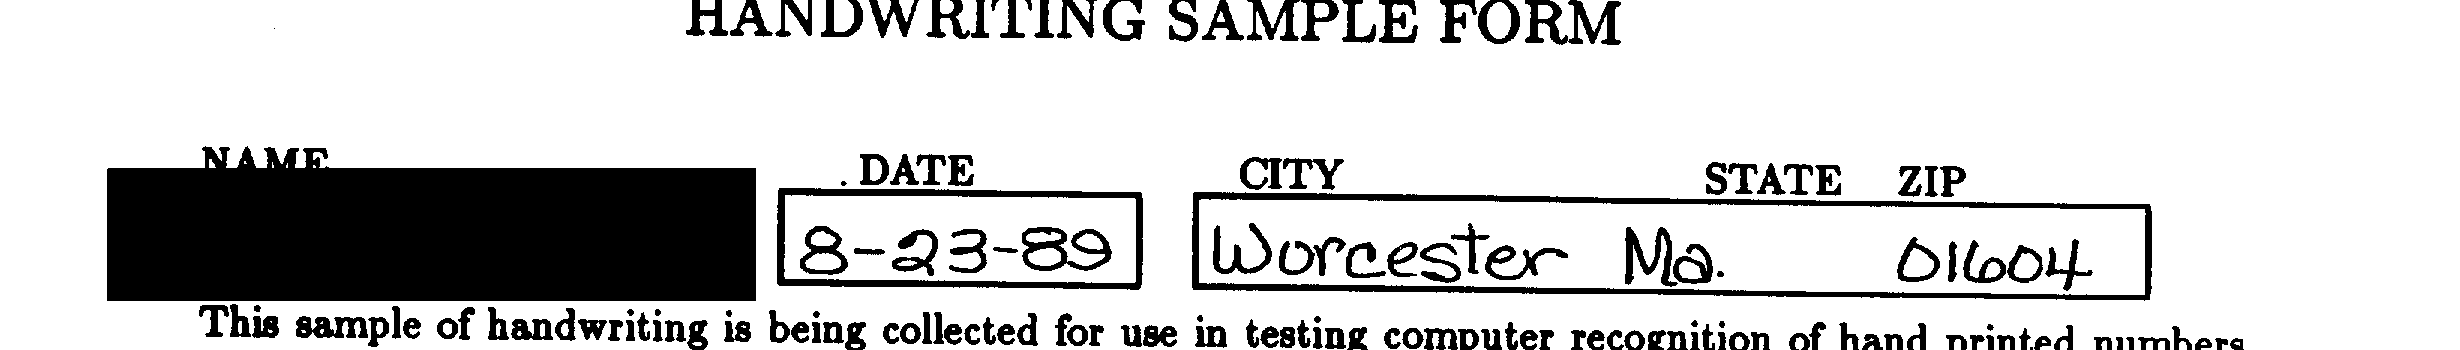 HANDWRITING SAMPLE FORM
NAME . DATE CITY STATE ZIP
8-23-89 Worcester Ma. 01604
This sample of handwriting is being collected for use in testing computer recognition of hand printed numbers